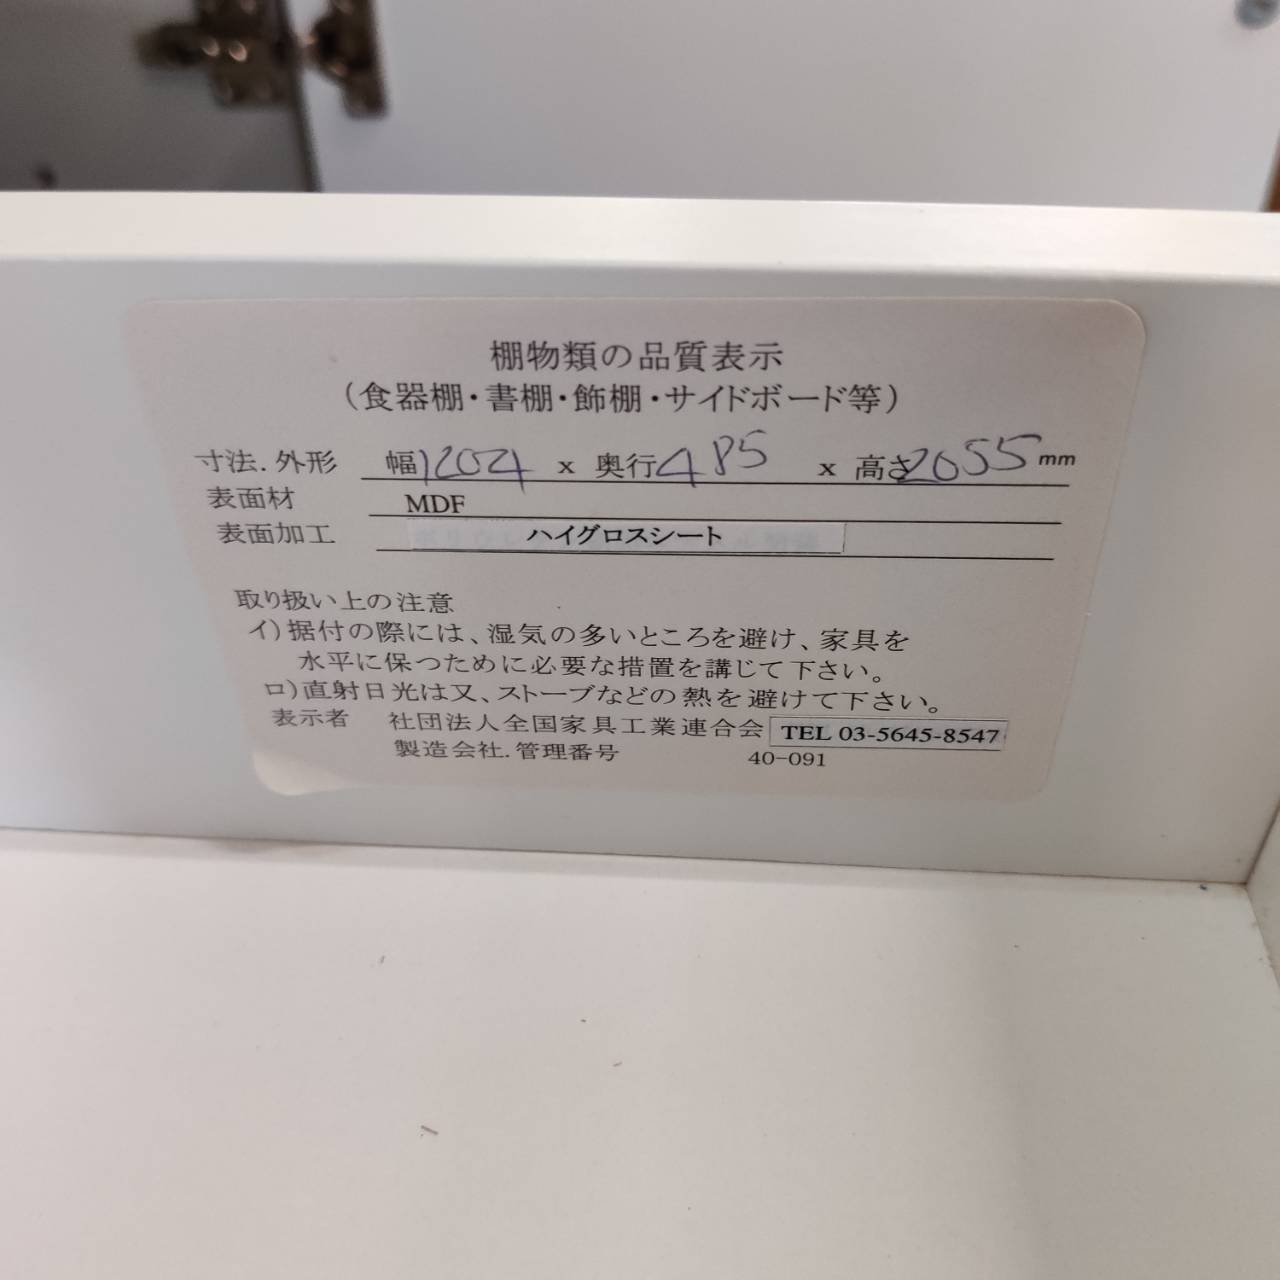 棚物類の品質表示
(食器棚・書棚・飾棚・サイドボード等)
寸法.外形 幅1204 x 奥行485 x 高さ2055mm
表面材 MDF
表面加工 ハイグロスシート
取り扱い上の注意
イ)据付の際には、湿気の多いところを避け、家具を
水平に保つために必要な措置を講じて下さい。
ロ)直射日光は又、ストーブなどの熱を避けて下さい。
表示者 社団法人全国家具工業連合会 TEL 03-5645-8547
製造会社.管理番号 40-091